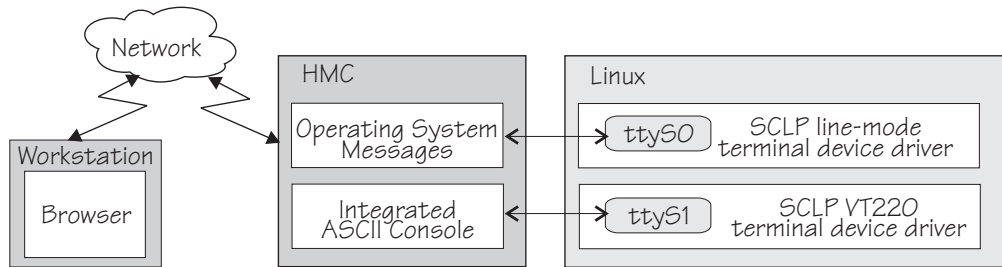 Network
Workstation
Browser
HMC
Operating System
Messages
Integrated
ASCII Console
Linux
ttyS0
SCLP line-mode
terminal device driver
ttyS1
SCLP VT220
terminal device driver